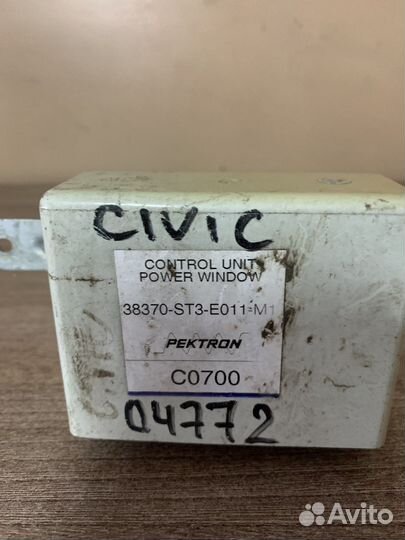 CIVIC
CONTROL UNIT
POWER WINDOW
38370-ST3-E011-M1
PEKTRON
C0700
04772
Avito